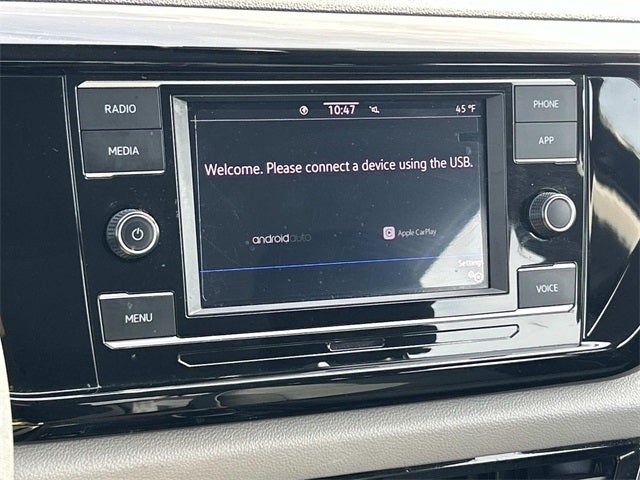 RADIO
MEDIA
MENU
10:47
45 °F
Welcome. Please connect a device using the USB.
androidauto
Apple CarPlay
Settings
PHONE
APP
VOICE